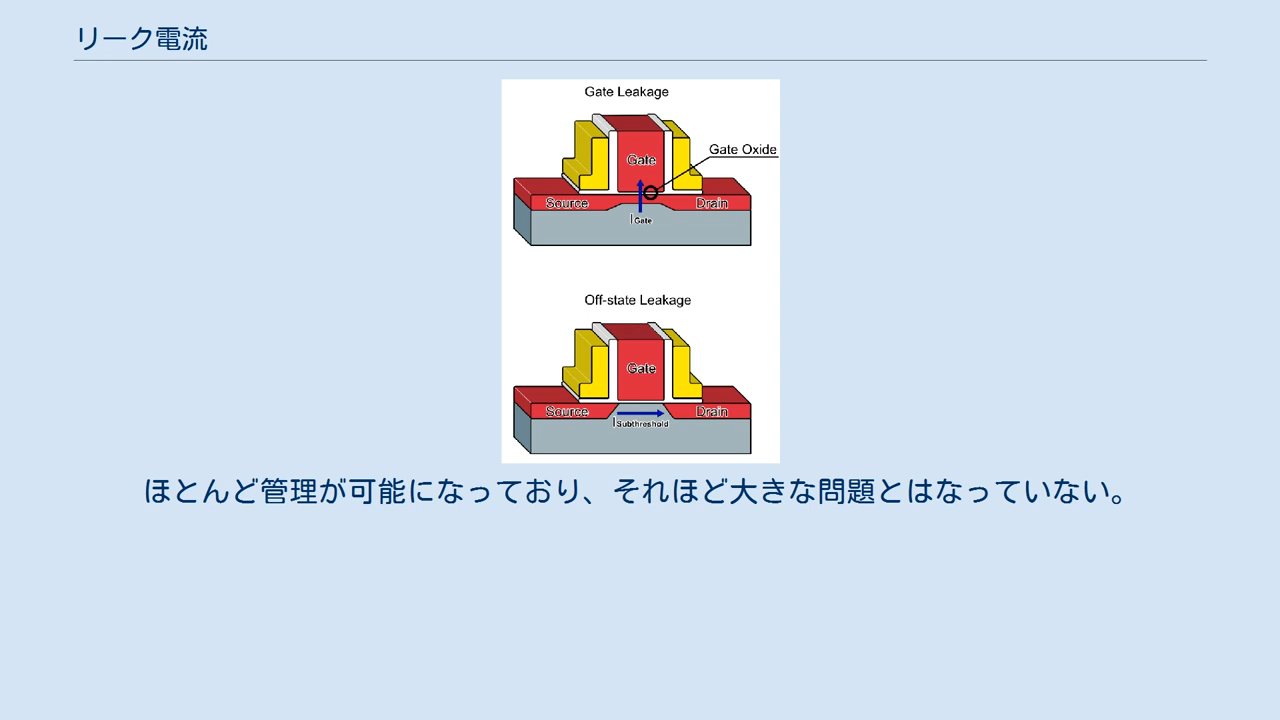 リーク電流
Gate Leakage
Gate Oxide
Gate
Source
Drain
IGate
Off-state Leakage
Gate
Source
Drain
ISubthreshold
ほとんど管理が可能になっており、それほど大きな問題とはなっていない。